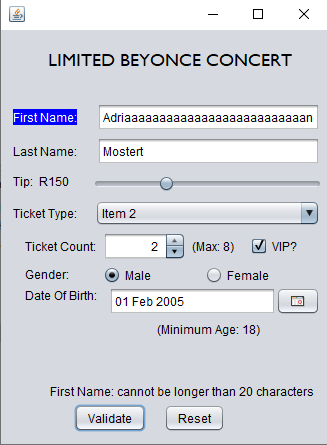 LIMITED BEYONCE CONCERT
First Name: Adriaaaaaaaaaaaaaaaaaaaaaaaaaan
Last Name: Mostert
Tip: R150
Ticket Type: Item 2
Ticket Count: 2 (Max: 8) VIP?
Gender: Male Female
Date Of Birth: 01 Feb 2005
(Minimum Age: 18)
First Name: cannot be longer than 20 characters
Validate Reset